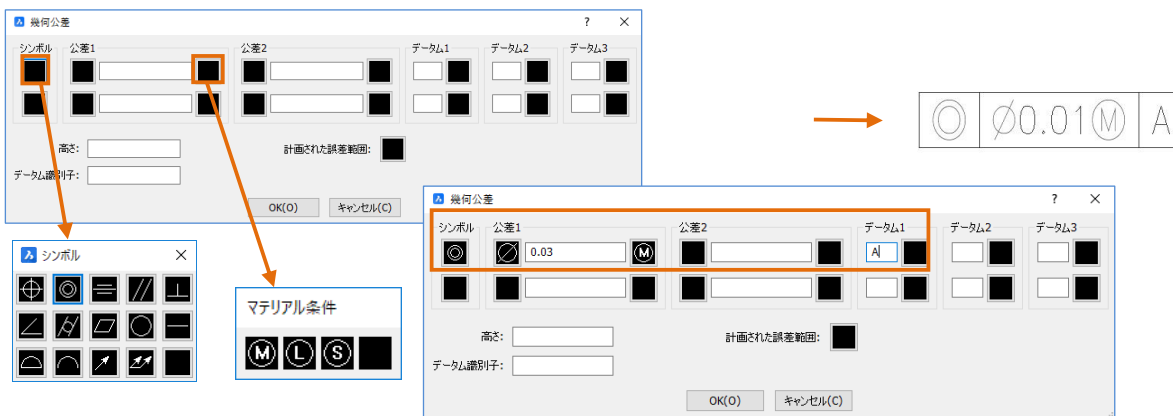 幾何公差
シンボル 公差1 公差2 データム1 データム2 データム3
高さ: 計画された誤差範囲:
データム識別子:
OK(O) キャンセル(C)
シンボル
マテリアル条件
M L S
⌀0.01Ⓜ A
幾何公差
シンボル 公差1 公差2 データム1 データム2 データム3
⌀ 0.03 Ⓜ A
高さ: 計画された誤差範囲:
データム識別子:
OK(O) キャンセル(C)